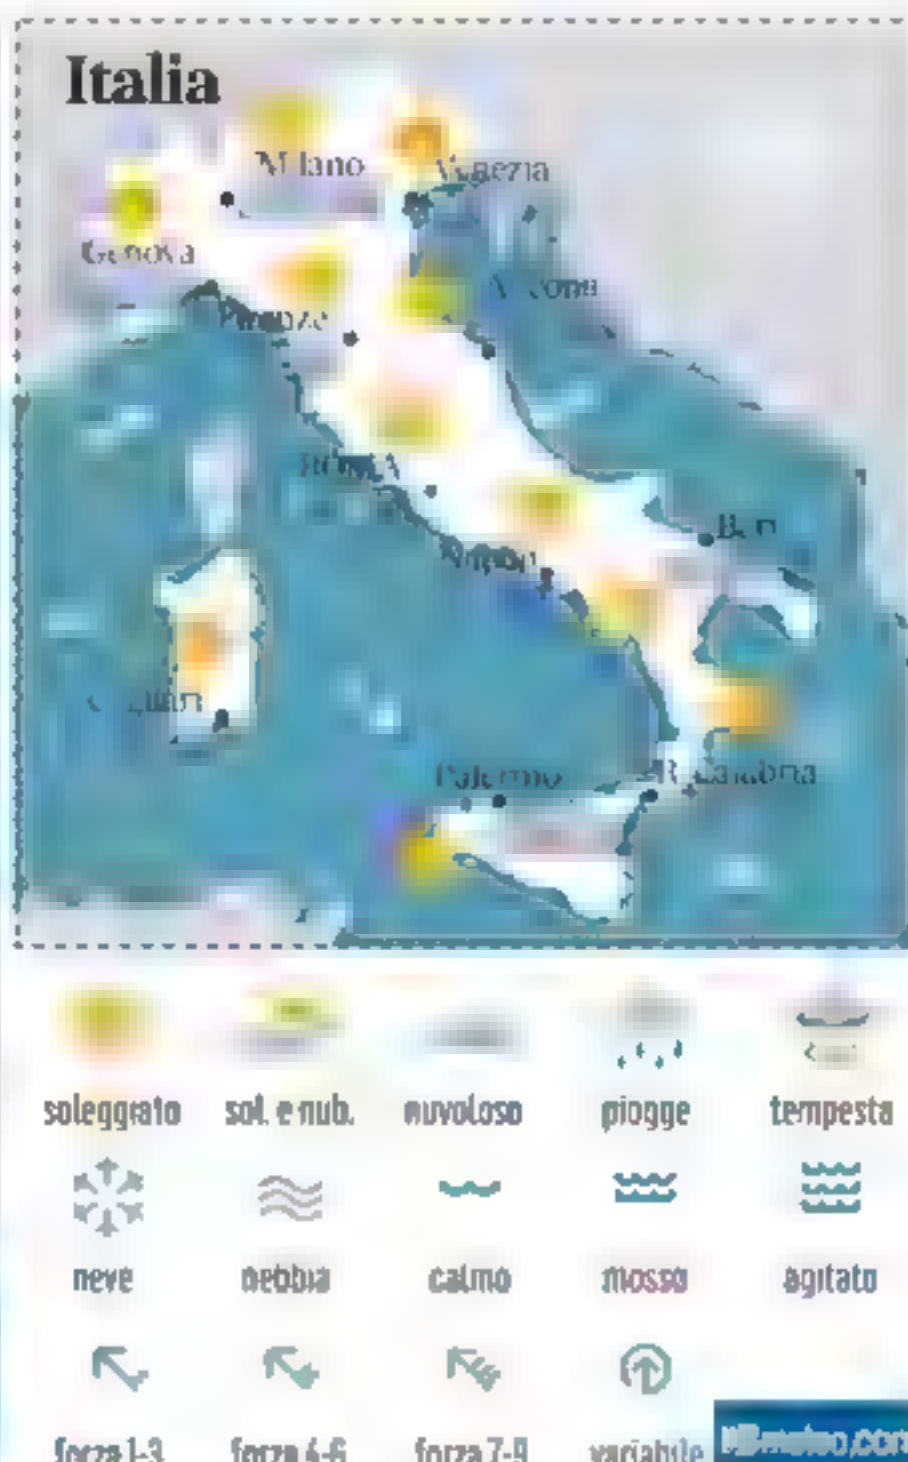 Italia
Milano
Venezia
Genova
Ancona
Firenze
ROMA
Bari
Napoli
Cagliari
Palermo
R. Calabria
soleggiato sol. e nub. nuvoloso piogge tempesta
neve nebbia calmo mosso agitato
forza 1-3 forza 4-6 forza 7-9 variabile